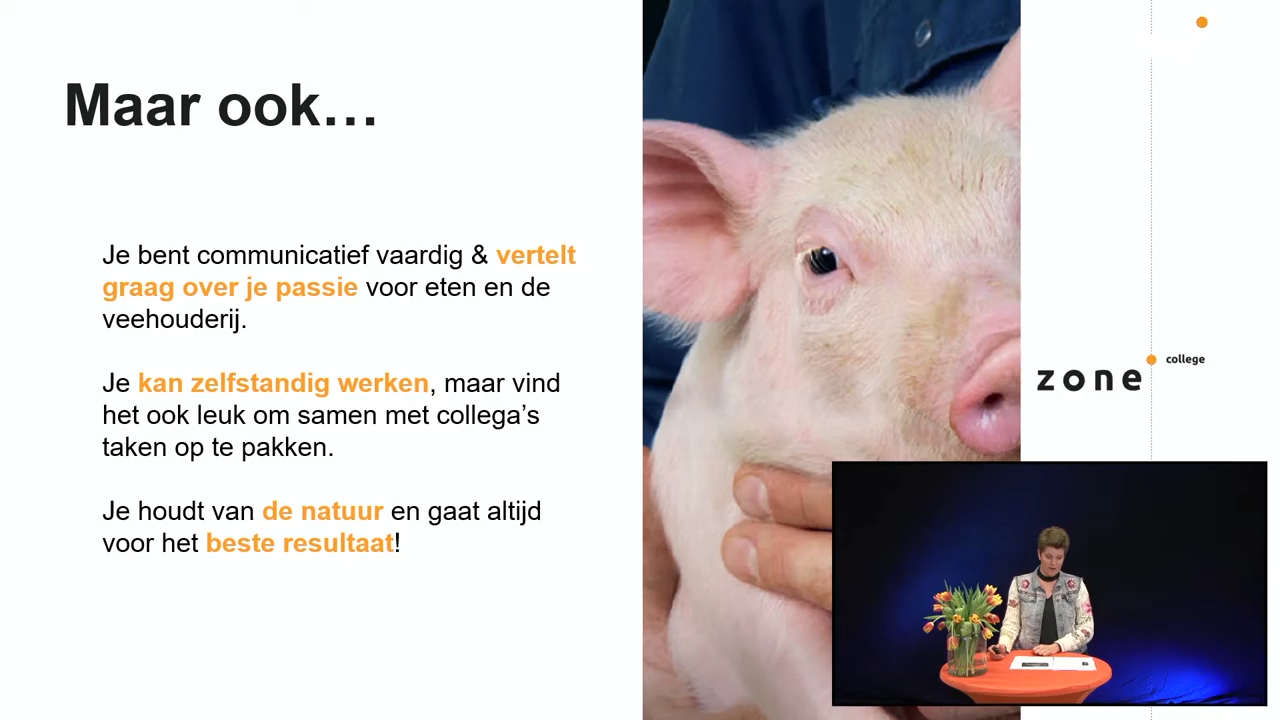 Maar ook…
Je bent communicatief vaardig & vertelt
graag over je passie voor eten en de
veehouderij.
Je kan zelfstandig werken, maar vind
het ook leuk om samen met collega’s
taken op te pakken.
Je houdt van de natuur en gaat altijd
voor het beste resultaat!
college
zone